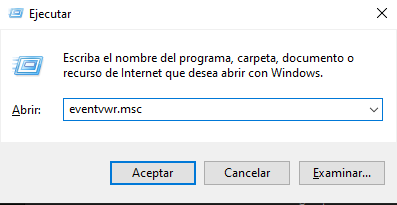 Ejecutar
Escriba el nombre del programa, carpeta, documento o
recurso de Internet que desea abrir con Windows.
Abrir:
eventvwr.msc
Aceptar
Cancelar
Examinar...